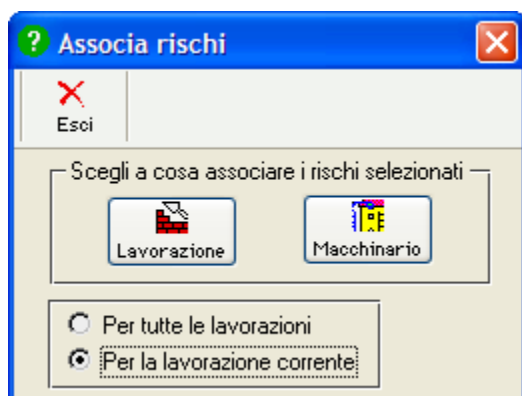 ? Associa rischi
Esci
Scegli a cosa associare i rischi selezionati
Lavorazione Macchinario
Per tutte le lavorazioni
Per la lavorazione corrente